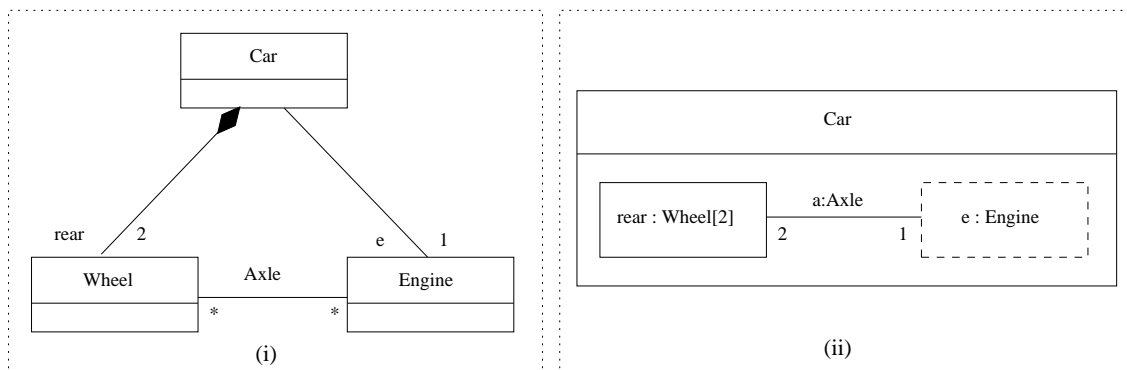 Car
rear
2
e
1
Wheel
Axle
Engine
*
*
(i)
Car
rear : Wheel[2]
a:Axle
e : Engine
2
1
(ii)